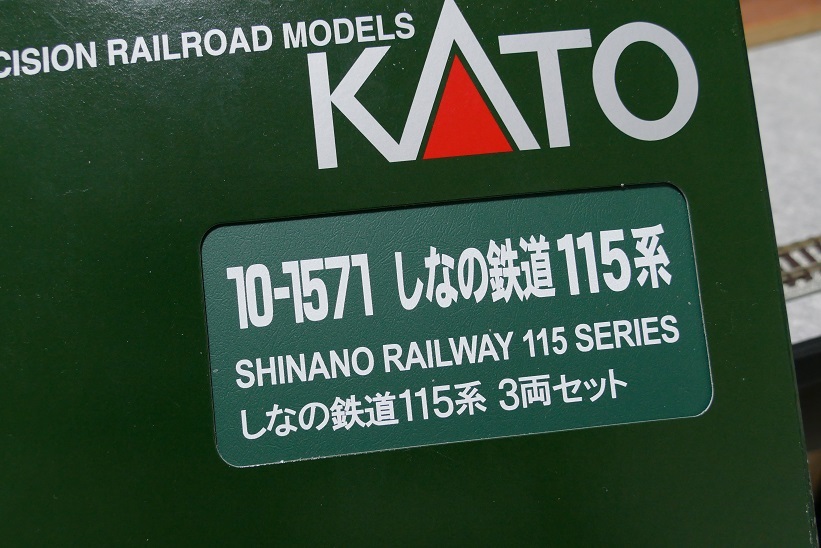 CISION RAILROAD MODELS
KATO
10-1571 しなの鉄道115系
SHINANO RAILWAY 115 SERIES
しなの鉄道115系 3両セット